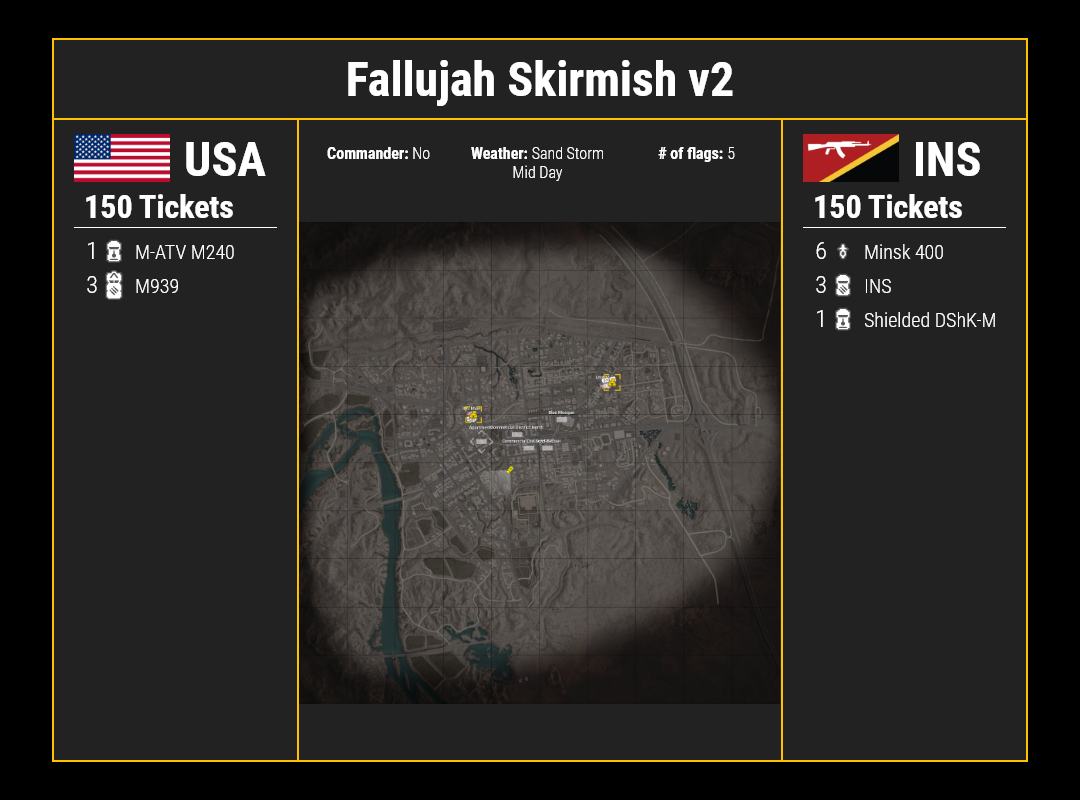 Fallujah Skirmish v2
USA
150 Tickets
1 M-ATV M240
3 M939
Commander: No
Weather: Sand Storm
Mid Day
# of flags: 5
INS
150 Tickets
6 Minsk 400
3 INS
1 Shielded DShK-M